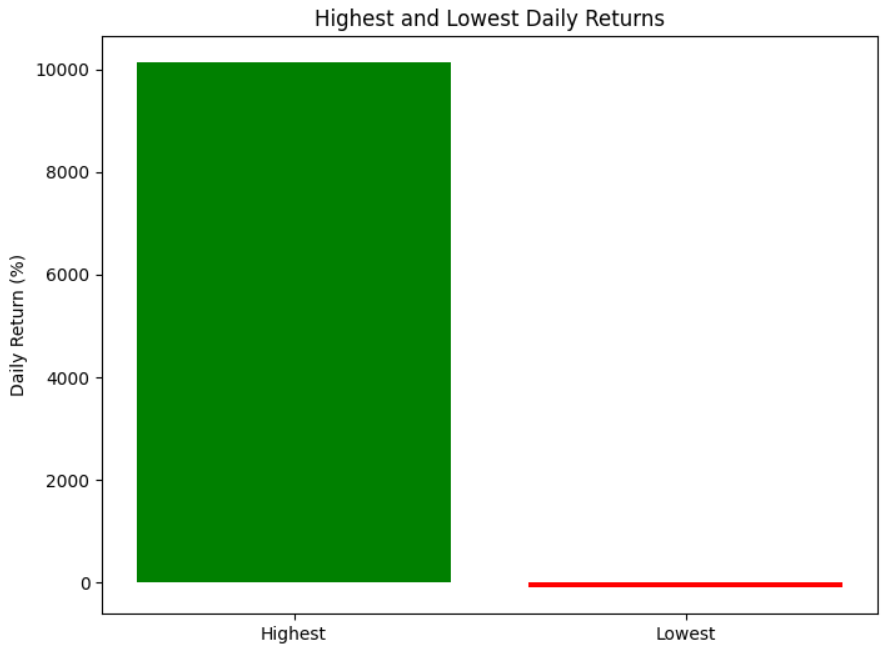 Highest and Lowest Daily Returns
Daily Return (%)
10000
8000
6000
4000
2000
0
Highest
Lowest